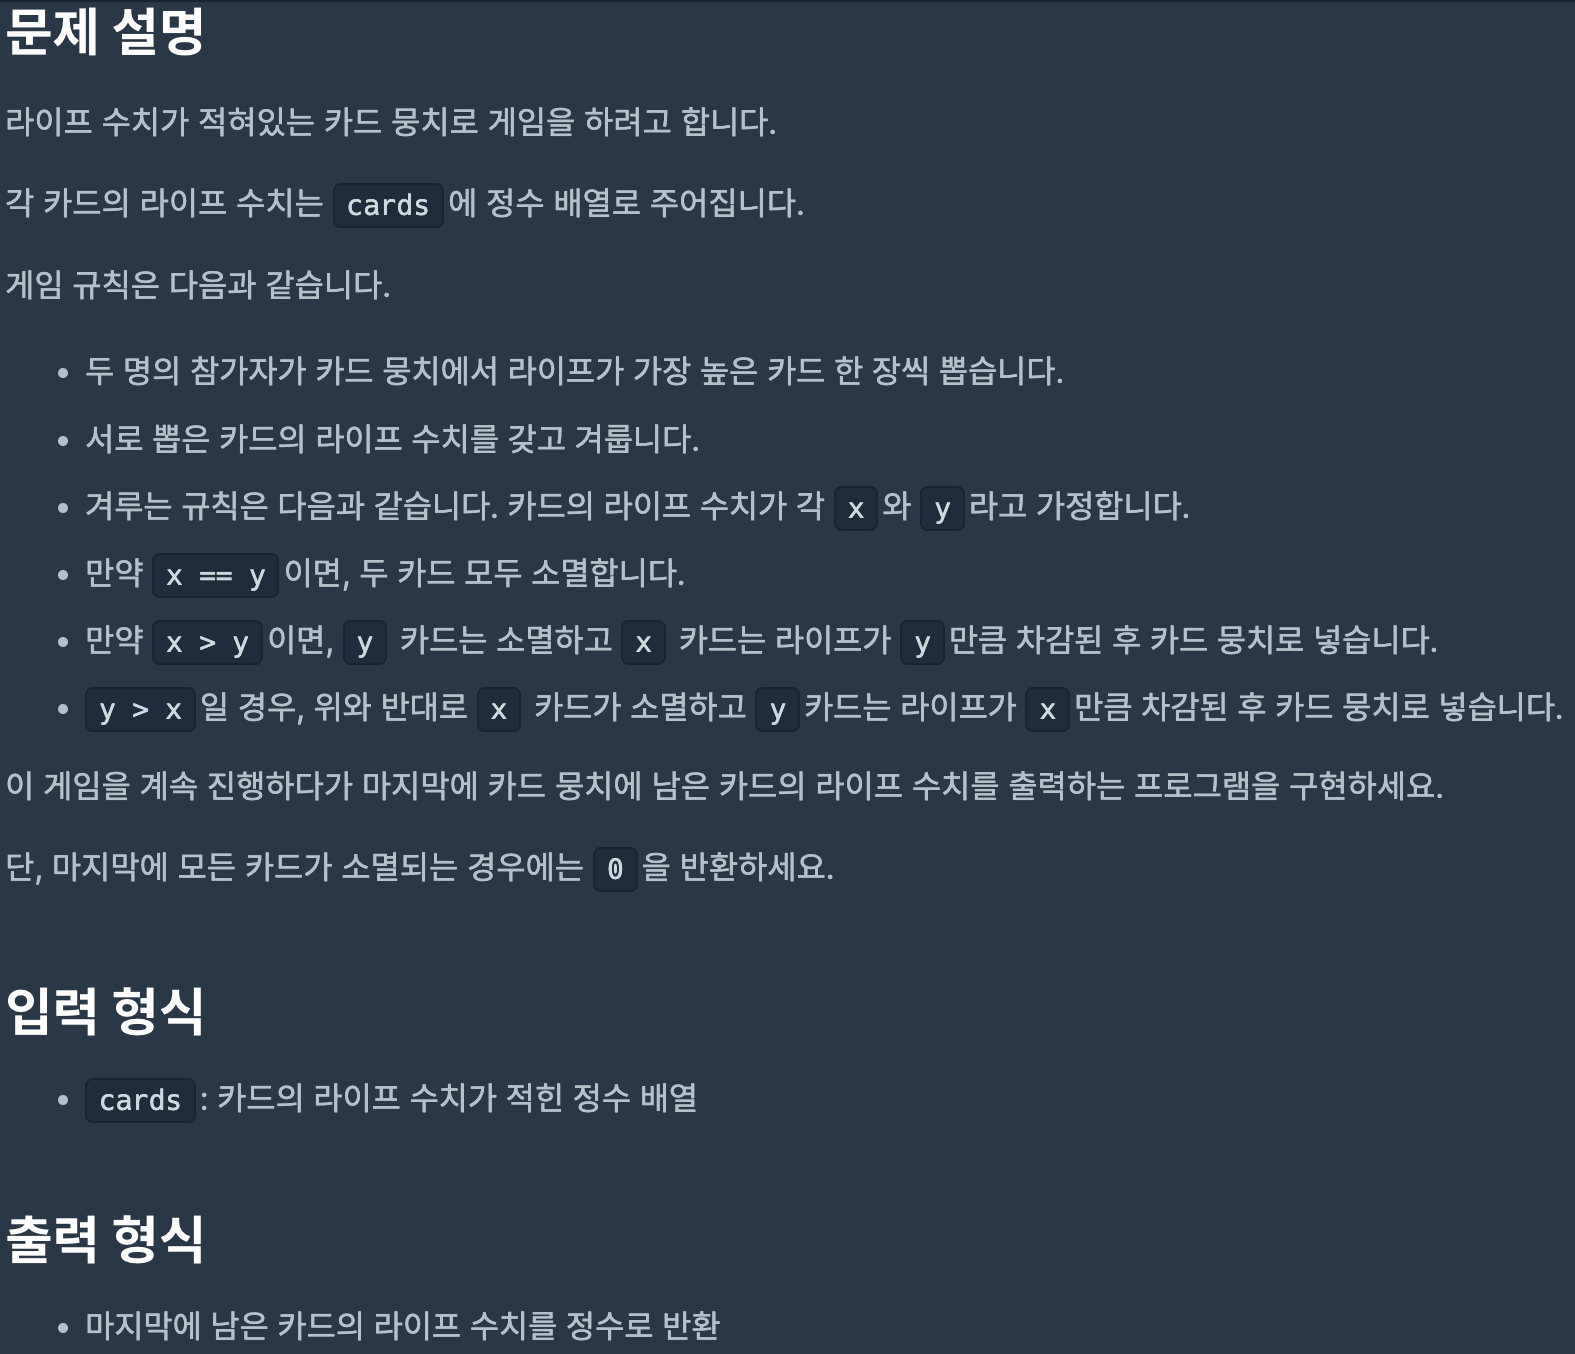 문제 설명
라이프 수치가 적혀있는 카드 뭉치로 게임을 하려고 합니다.
각 카드의 라이프 수치는 cards 에 정수 배열로 주어집니다.
게임 규칙은 다음과 같습니다.
• 두 명의 참가자가 카드 뭉치에서 라이프가 가장 높은 카드 한 장씩 뽑습니다.
• 서로 뽑은 카드의 라이프 수치를 갖고 겨룹니다.
• 겨루는 규칙은 다음과 같습니다. 카드의 라이프 수치가 각 x 와 y 라고 가정합니다.
• 만약 x == y 이면, 두 카드 모두 소멸합니다.
• 만약 x > y 이면, y 카드는 소멸하고 x 카드는 라이프가 y 만큼 차감된 후 카드 뭉치로 넣습니다.
• y > x 일 경우, 위와 반대로 x 카드가 소멸하고 y 카드는 라이프가 x 만큼 차감된 후 카드 뭉치로 넣습니다.
이 게임을 계속 진행하다가 마지막에 카드 뭉치에 남은 카드의 라이프 수치를 출력하는 프로그램을 구현하세요.
단, 마지막에 모든 카드가 소멸되는 경우에는 0 을 반환하세요.
입력 형식
• cards : 카드의 라이프 수치가 적힌 정수 배열
출력 형식
• 마지막에 남은 카드의 라이프 수치를 정수로 반환